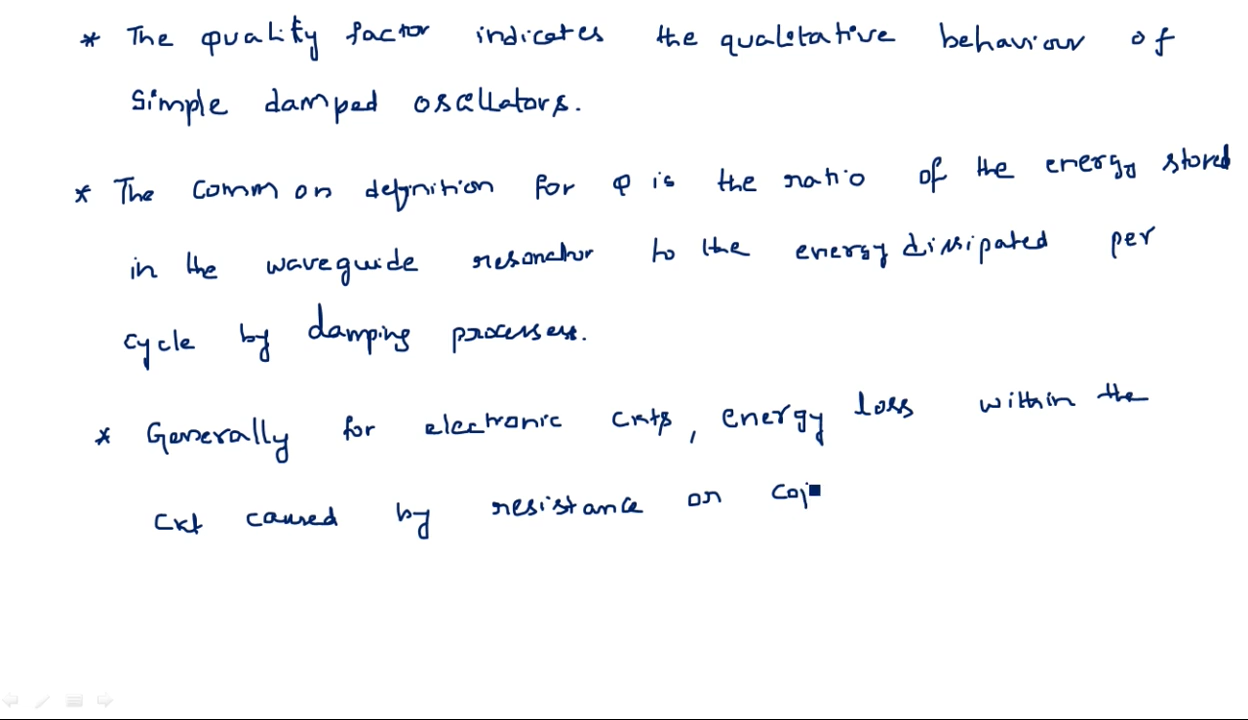 * The quality factor indicates the qualitative behaviour of
Simple damped oscillators.
* The common definition for Q is the ratio of the energy stored
in the waveguide resonator to the energy dissipated per
cycle by damping processes.
* Generally for electronic ckts, energy loss within the
ckt caused by resistance or